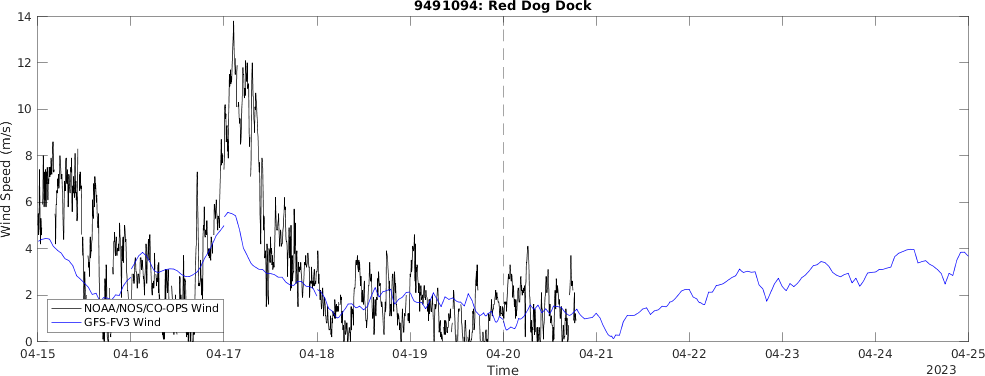 9491094: Red Dog Dock
Wind Speed (m/s)
14
12
10
8
6
4
2
0
NOAA/NOS/CO-OPS Wind
GFS-FV3 Wind
04-15 04-16 04-17 04-18 04-19 04-20 04-21 04-22 04-23 04-24 04-25
Time
2023